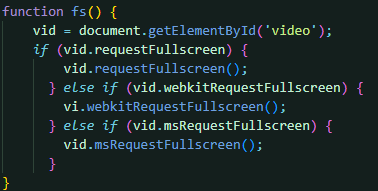 function fs() {
vid = document.getElementById('video');
if (vid.requestFullscreen) {
vid.requestFullscreen();
} else if (vid.webkitRequestFullscreen) {
vi.webkitRequestFullscreen();
} else if (vid.msRequestFullscreen) {
vid.msRequestFullscreen();
}
}